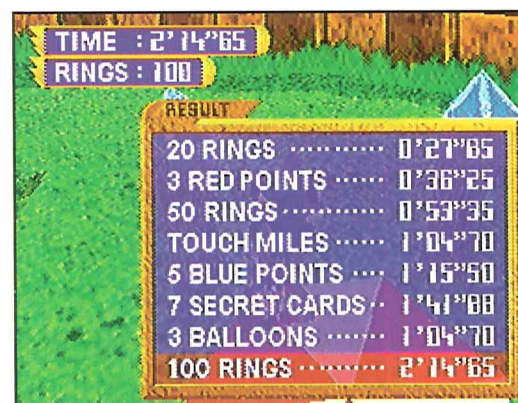 TIME : 2'14"65
RINGS : 100
RESULT
20 RINGS ··········· 0'27"65
3 RED POINTS ······ 0'36"25
50 RINGS ··········· 0'53"35
TOUCH MILES ······ 1'04"70
5 BLUE POINTS ···· 1'15"50
7 SECRET CARDS ·· 1'41"88
3 BALLOONS ······ 1'04"70
100 RINGS ········· 2'14"65